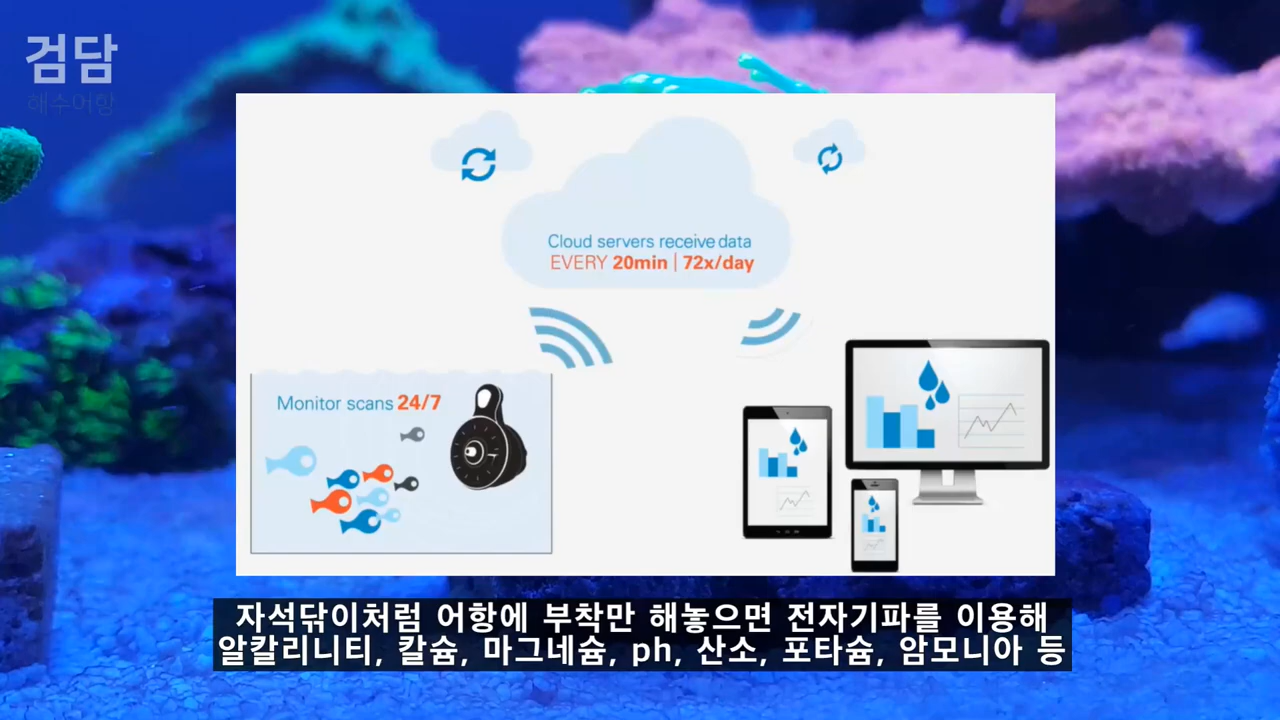 검담
해수어항
Cloud servers receive data
EVERY 20min | 72x/day
Monitor scans 24/7
자석닦이처럼 어항에 부착만 해놓으면 전자기파를 이용해
알칼리니티, 칼슘, 마그네슘, ph, 산소, 포타슘, 암모니아 등